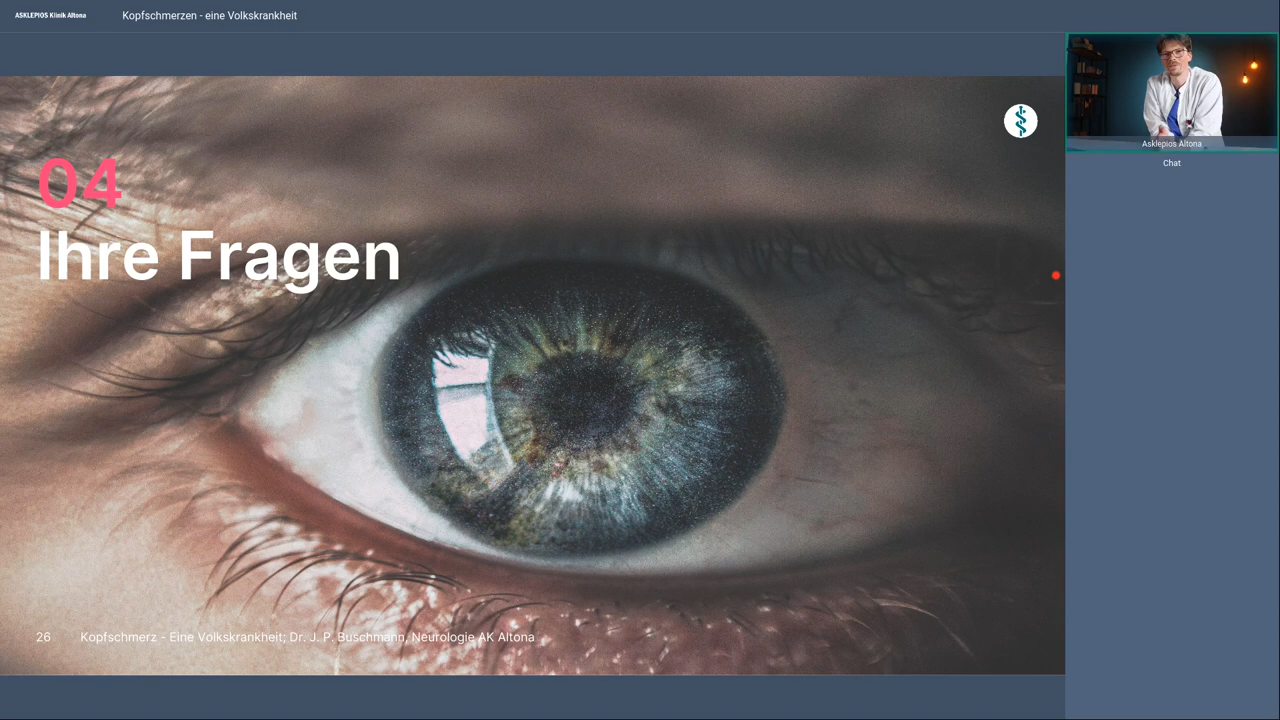 ASKLEPIOS Klinik Altona
Kopfschmerzen - eine Volkskrankheit
04
Ihre Fragen
26 Kopfschmerz - Eine Volkskrankheit; Dr. J. P. Buschmann, Neurologie AK Altona
Asklepios Altona
Chat